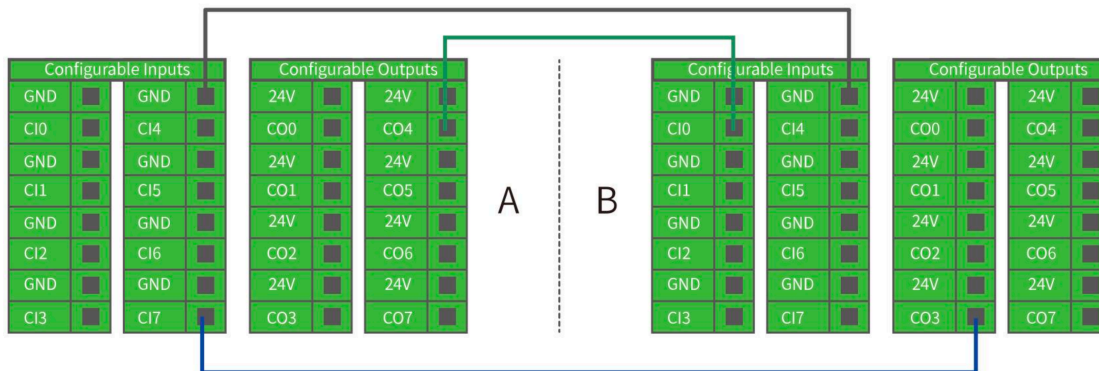 Configurable Inputs Configurable Outputs Configurable Inputs Configurable Outputs
GND GND 24V 24V GND GND 24V 24V
CI0 CI4 CO0 CO4 CI0 CI4 CO0 CO4
GND GND 24V 24V GND GND 24V 24V
CI1 CI5 CO1 CO5 CI1 CI5 CO1 CO5
A B
GND GND 24V 24V GND GND 24V 24V
CI2 CI6 CO2 CO6 CI2 CI6 CO2 CO6
GND GND 24V 24V GND GND 24V 24V
CI3 CI7 CO3 CO7 CI3 CI7 CO3 CO7